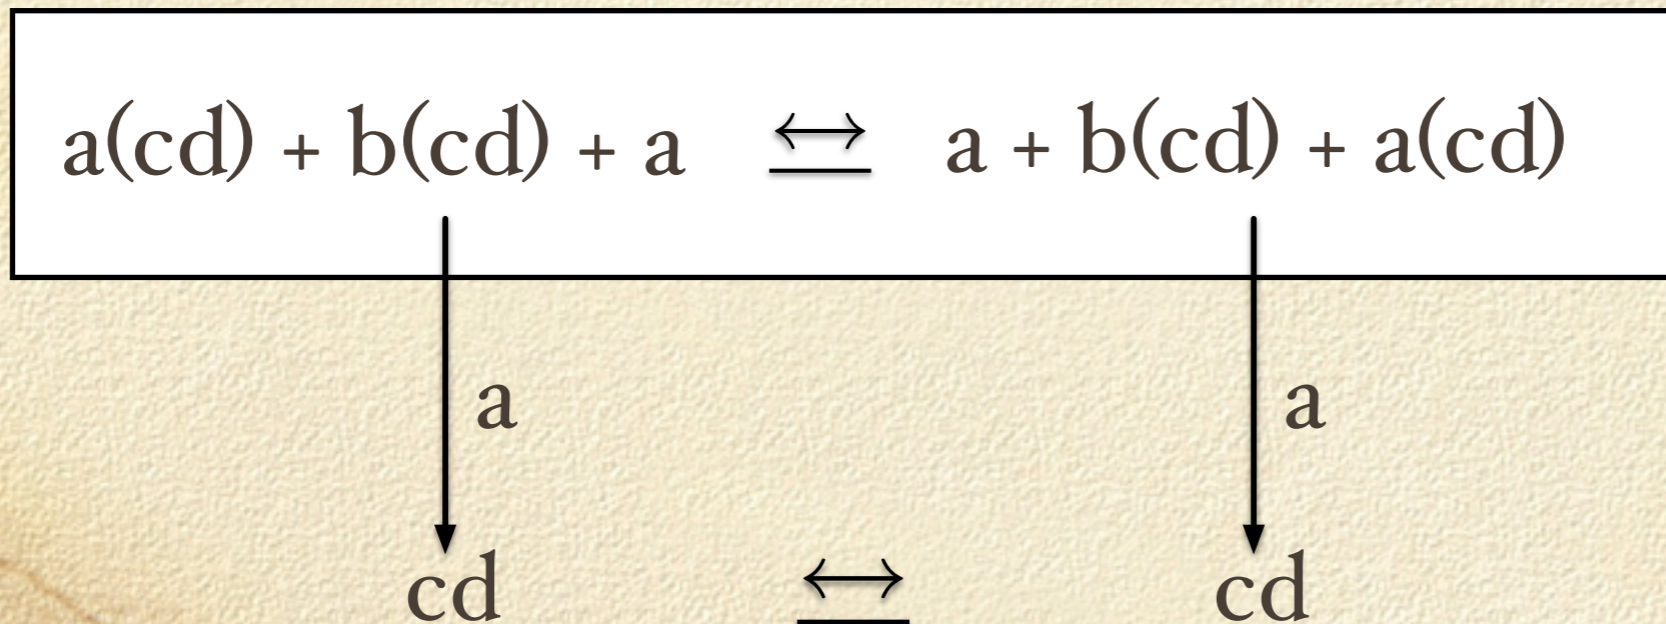 a(cd) + b(cd) + a ↔ a + b(cd) + a(cd)
a a
cd ↔ cd